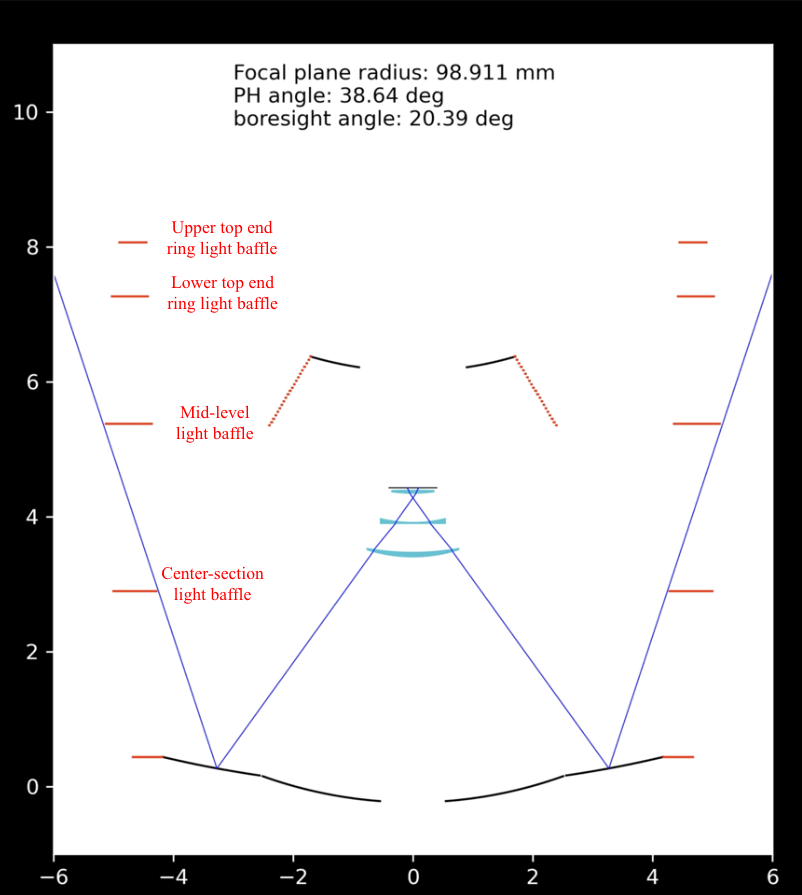 Focal plane radius: 98.911 mm
PH angle: 38.64 deg
boresight angle: 20.39 deg
10
Upper top end
ring light baffle
8
Lower top end
ring light baffle
6
Mid-level
light baffle
4
Center-section
light baffle
2
0
−6 −4 −2 0 2 4 6